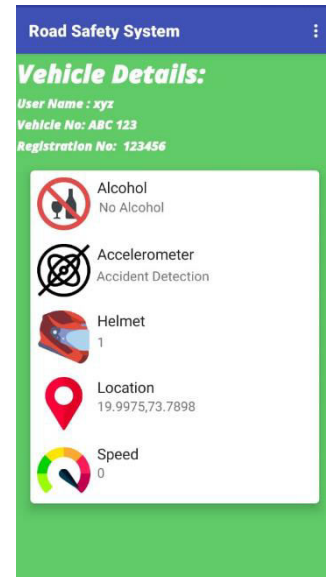 Road Safety System
Vehicle Details:
User Name : xyz
Vehicle No: ABC 123
Registration No: 123456
Alcohol
No Alcohol
Accelerometer
Accident Detection
Helmet
1
Location
19.9975,73.7898
Speed
0